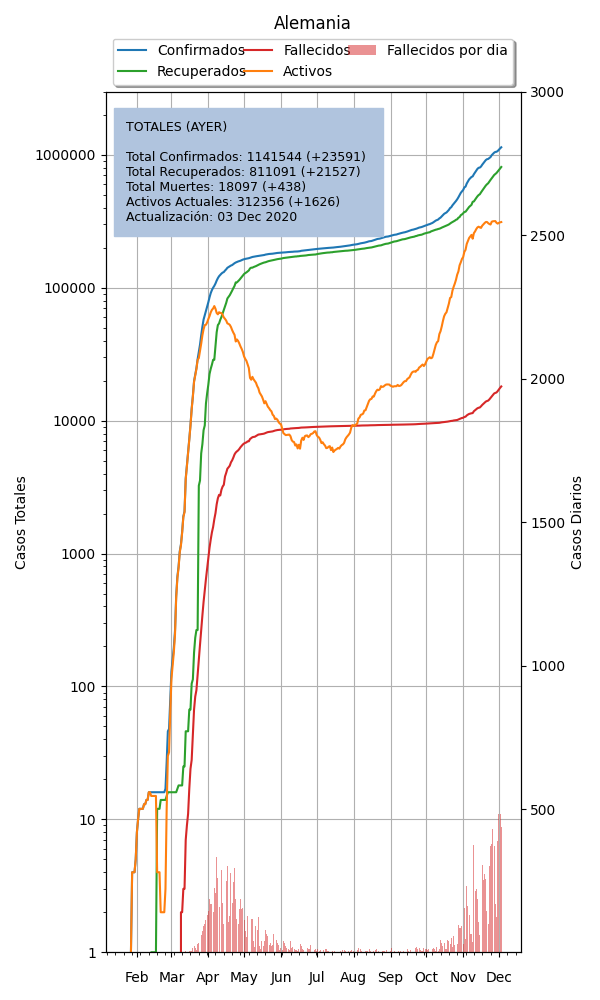 Alemania
Confirmados Fallecidos Fallecidos por dia
Recuperados Activos
TOTALES (AYER)
Total Confirmados: 1141544 (+23591)
Total Recuperados: 811091 (+21527)
Total Muertes: 18097 (+438)
Activos Actuales: 312356 (+1626)
Actualización: 03 Dec 2020
Casos Totales
1000000
100000
10000
1000
100
10
1
3000
2500
2000
1500
1000
500
Casos Diarios
Feb Mar Apr May Jun Jul Aug Sep Oct Nov Dec